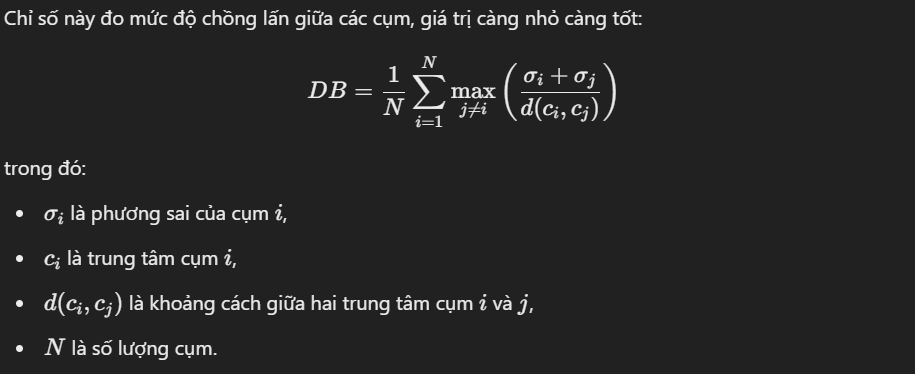 Chỉ số này đo mức độ chồng lấn giữa các cụm, giá trị càng nhỏ càng tốt:
$$DB = \frac{1}{N} \sum_{i=1}^{N} \max_{j \neq i} \left( \frac{\sigma_i + \sigma_j}{d(c_i, c_j)} \right)$$
trong đó:
• $\sigma_i$ là phương sai của cụm $i$,
• $c_i$ là trung tâm cụm $i$,
• $d(c_i, c_j)$ là khoảng cách giữa hai trung tâm cụm $i$ và $j$,
• $N$ là số lượng cụm.